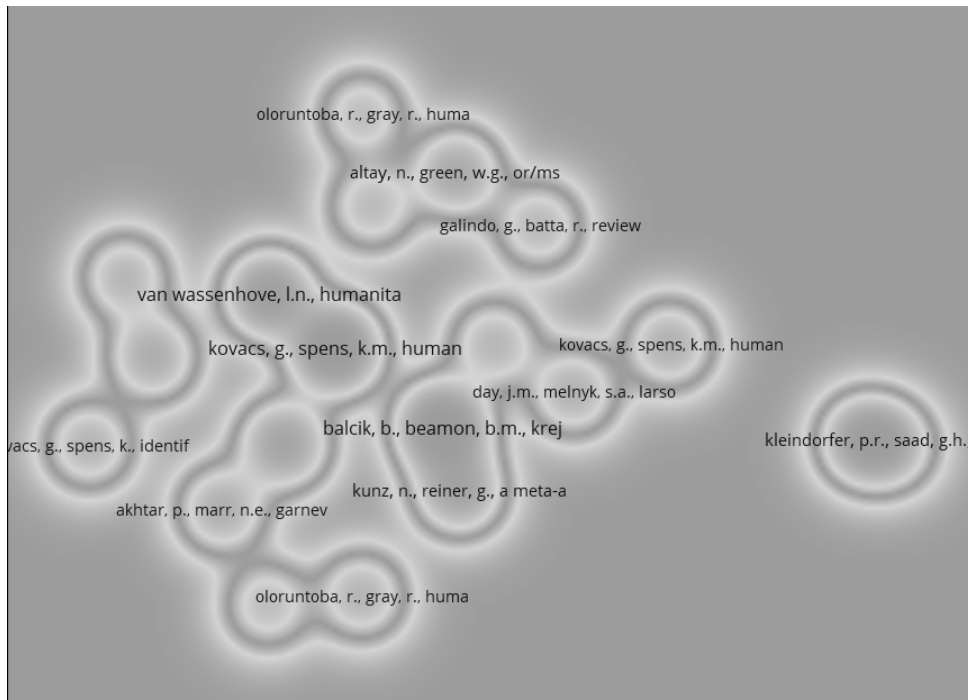 oloruntoba, r., gray, r., huma
altay, n., green, w.g., or/ms
galindo, g., batta, r., review
van wassenhove, l.n., humanita
kovacs, g., spens, k.m., human
kovacs, g., spens, k.m., human
day, j.m., melnyk, s.a., larso
balcik, b., beamon, b.m., krej
kleindorfer, p.r., saad, g.h.,
vacs, g., spens, k., identif
kunz, n., reiner, g., a meta-a
akhtar, p., marr, n.e., garnev
oloruntoba, r., gray, r., huma